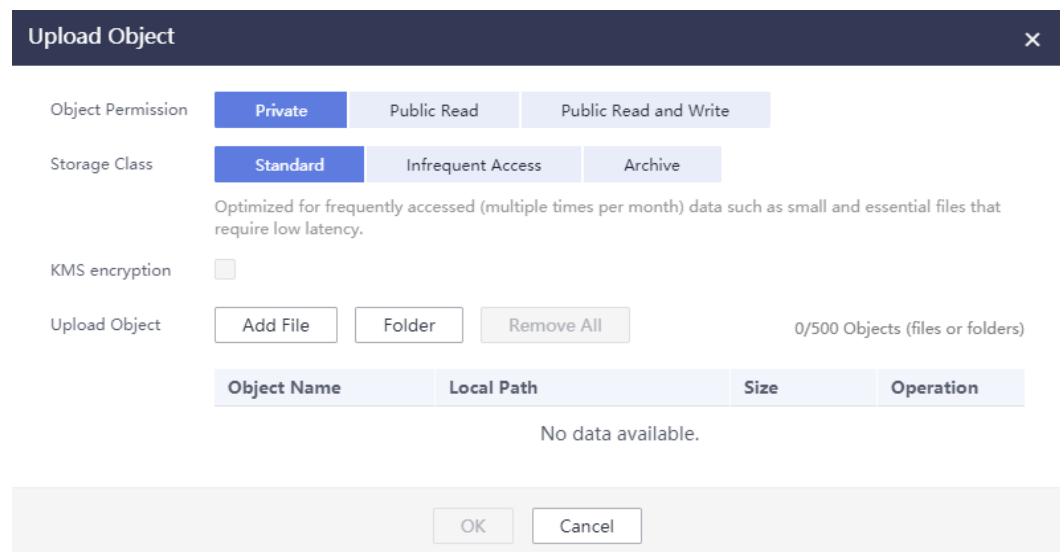 Upload Object
Object Permission Private Public Read Public Read and Write
Storage Class Standard Infrequent Access Archive
Optimized for frequently accessed (multiple times per month) data such as small and essential files that
require low latency.
KMS encryption
Upload Object Add File Folder Remove All 0/500 Objects (files or folders)
Object Name Local Path Size Operation
No data available.
OK Cancel